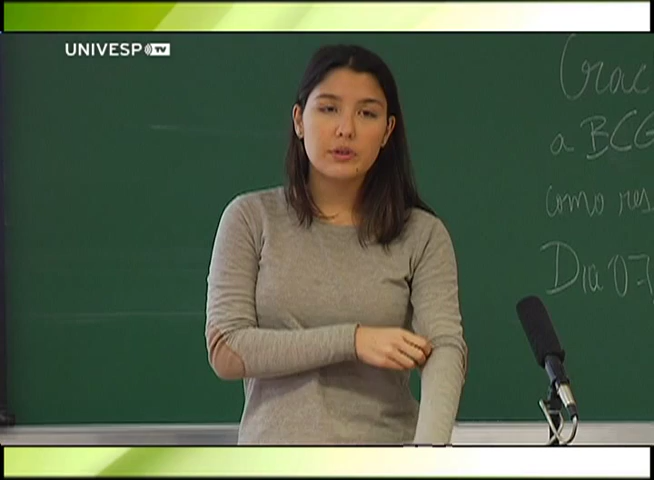 UNIVESP TV
Grac
a BCG
como res
Dia 07